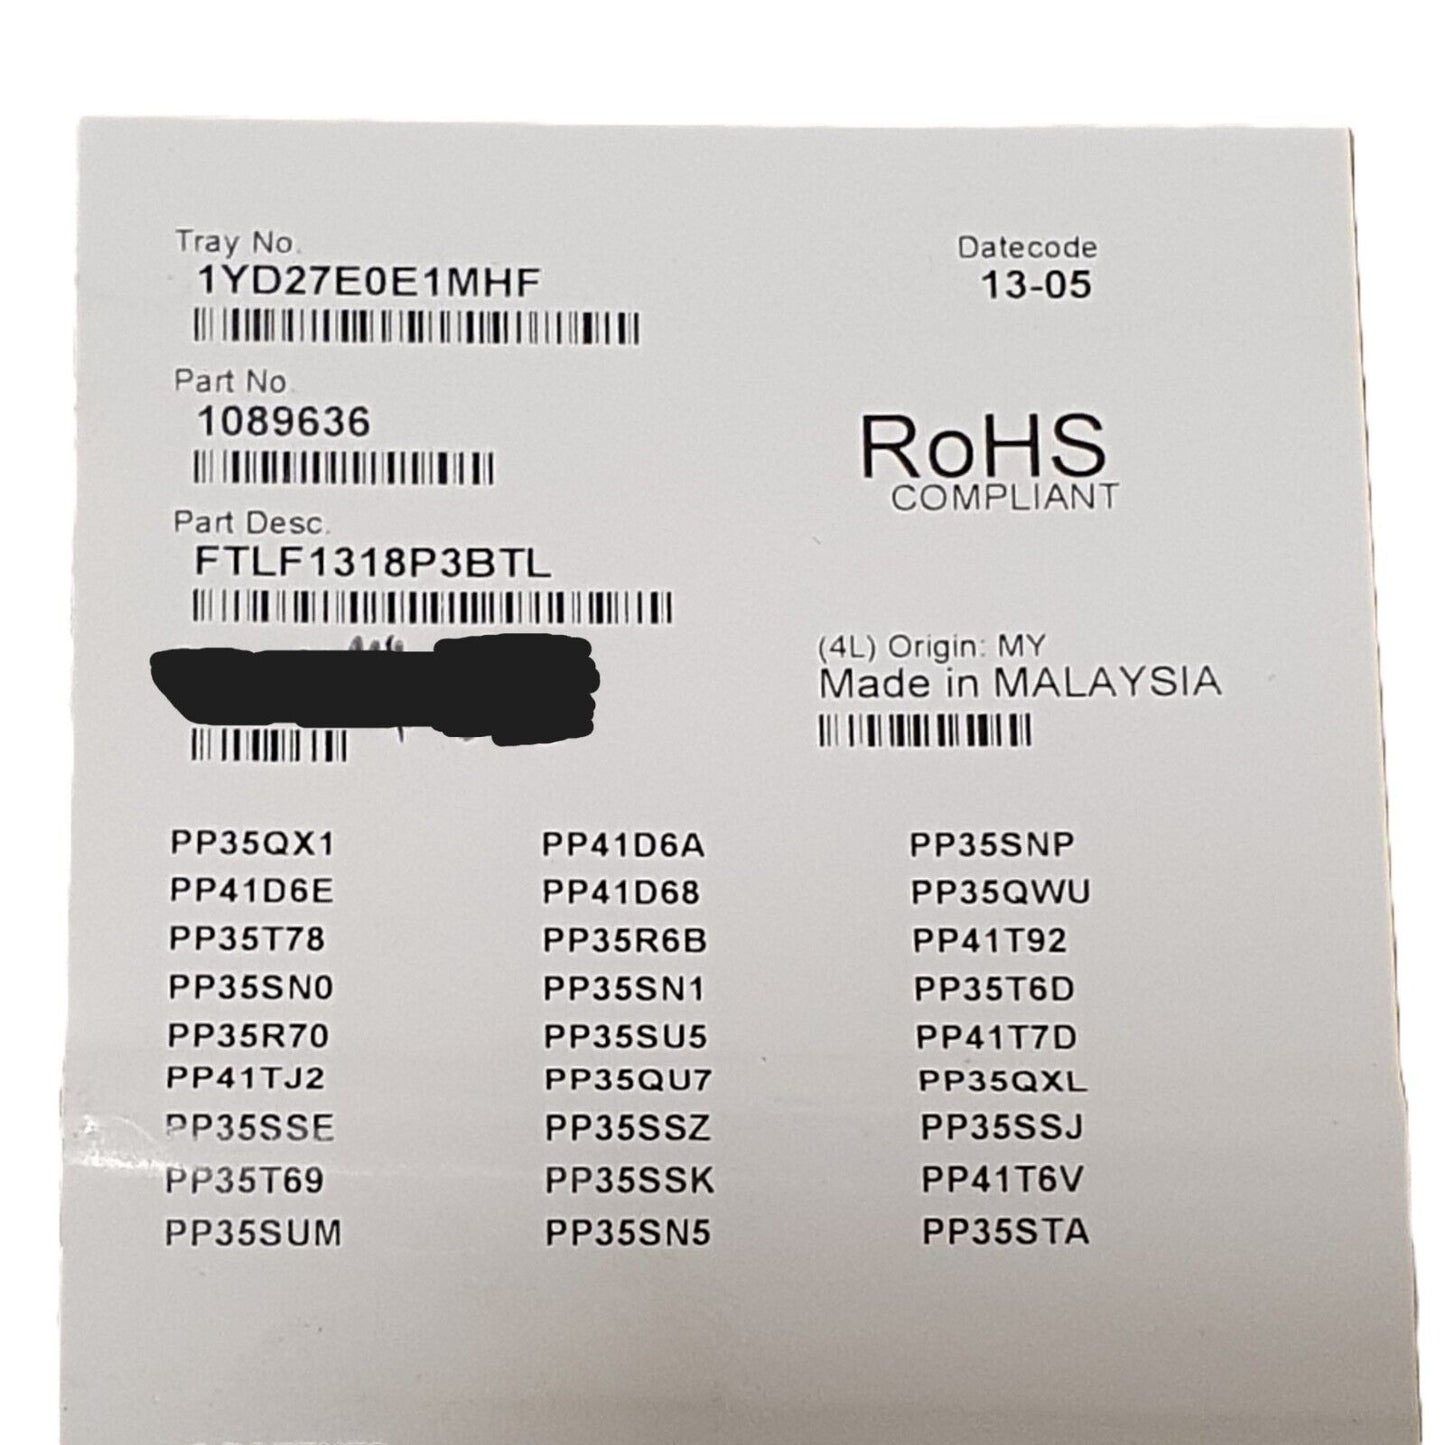 Tray No.
1YD27E0E1MHF
Datecode
13-05
Part No.
1089636
RoHS
COMPLIANT
Part Desc.
FTLF1318P3BTL
(4L) Origin: MY
Made in MALAYSIA
PP35QX1 PP41D6A PP35SNP
PP41D6E PP41D68 PP35QWU
PP35T78 PP35R6B PP41T92
PP35SN0 PP35SN1 PP35T6D
PP35R70 PP35SU5 PP41T7D
PP41TJ2 PP35QU7 PP35QXL
PP35SSE PP35SSZ PP35SSJ
PP35T69 PP35SSK PP41T6V
PP35SUM PP35SN5 PP35STA